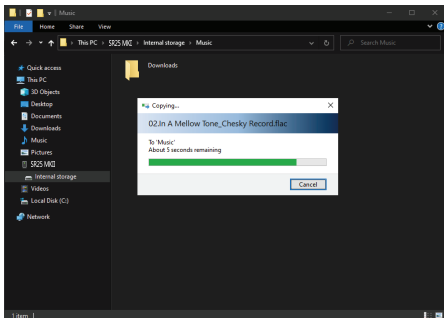 Music
File Home Share View
This PC › SR25 MKII › Internal storage › Music
Search Music
Quick access
This PC
3D Objects
Desktop
Documents
Downloads
Music
Pictures
SR25 MKII
Internal storage
Videos
Local Disk (C:)
Network
Downloads
Copying...
02.In A Mellow Tone_Chesky Record.flac
To 'Music'
About 5 seconds remaining
Cancel
1 item